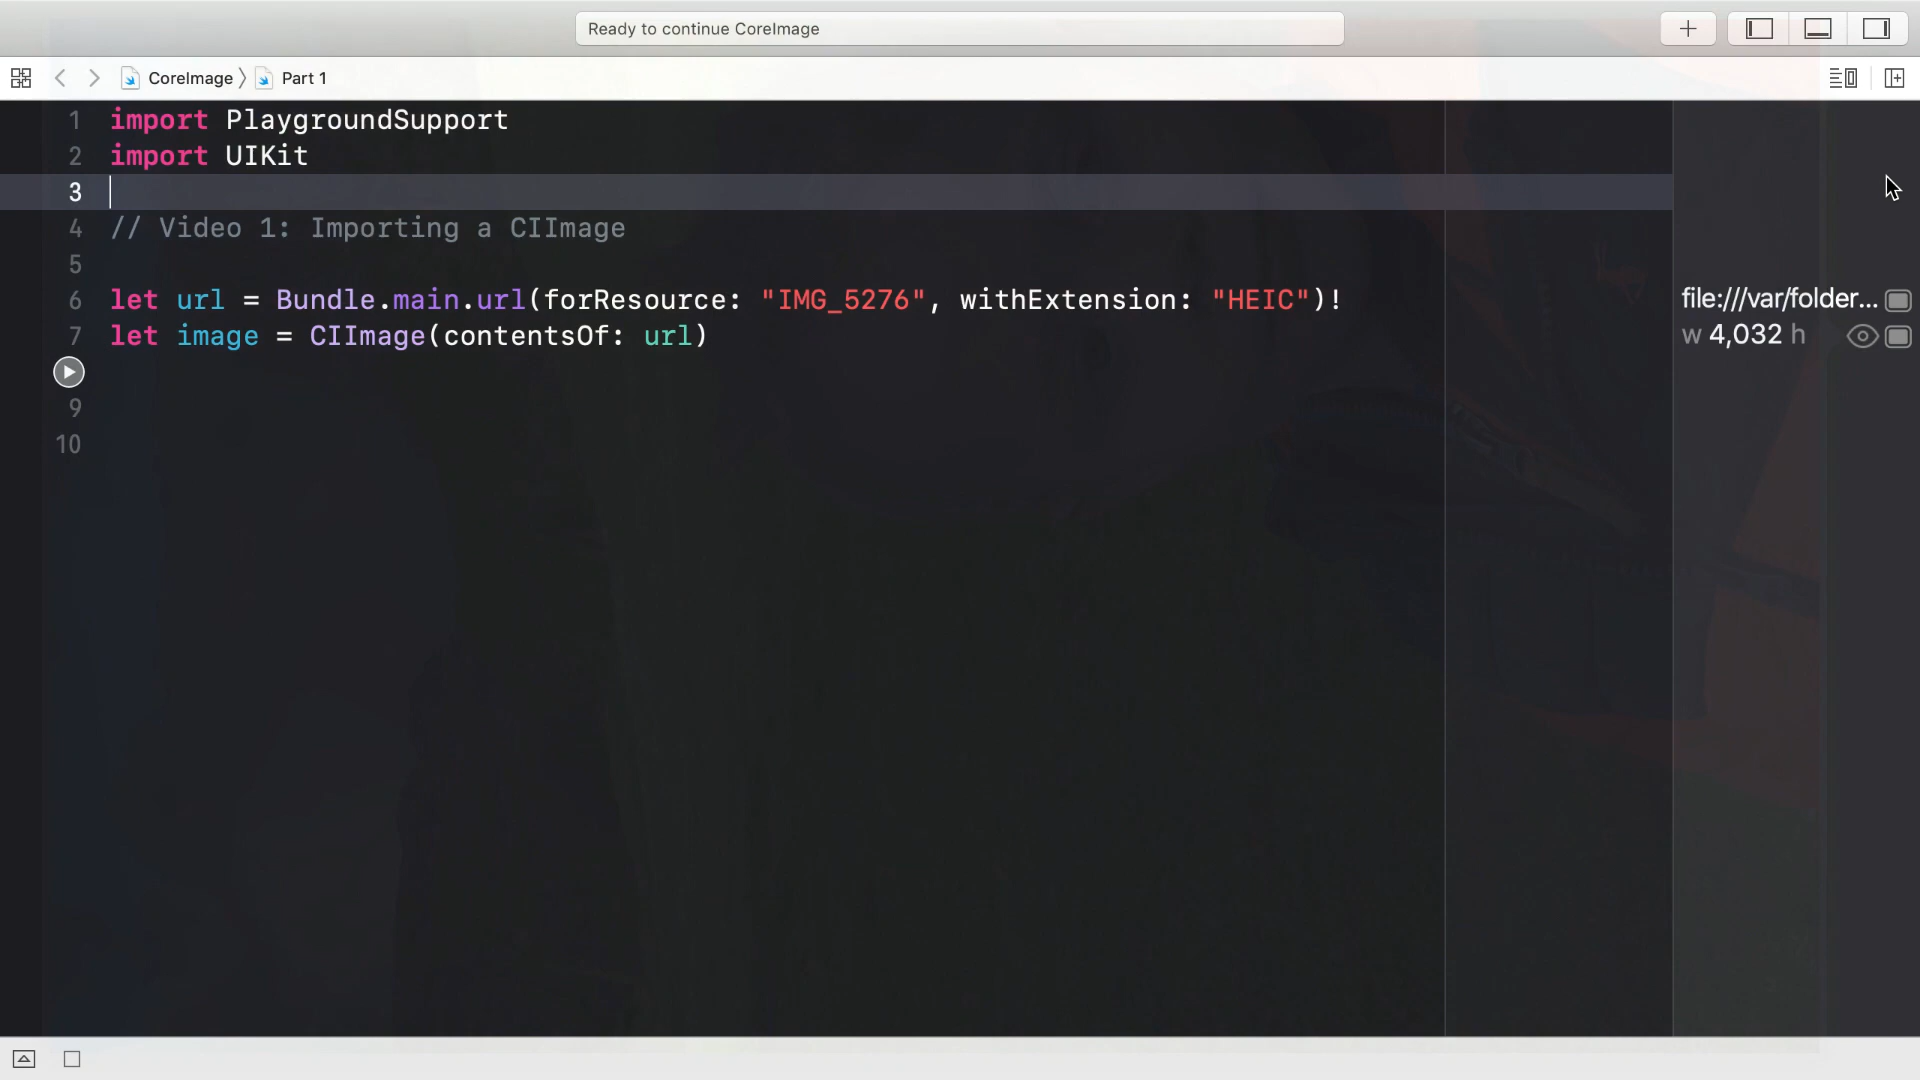 Ready to continue CoreImage
CoreImage 〉 Part 1
1 import PlaygroundSupport
2 import UIKit
3
4 // Video 1: Importing a CIImage
5
6 let url = Bundle.main.url(forResource: "IMG_5276", withExtension: "HEIC")! file:///var/folder...
7 let image = CIImage(contentsOf: url) w 4,032 h
9
10